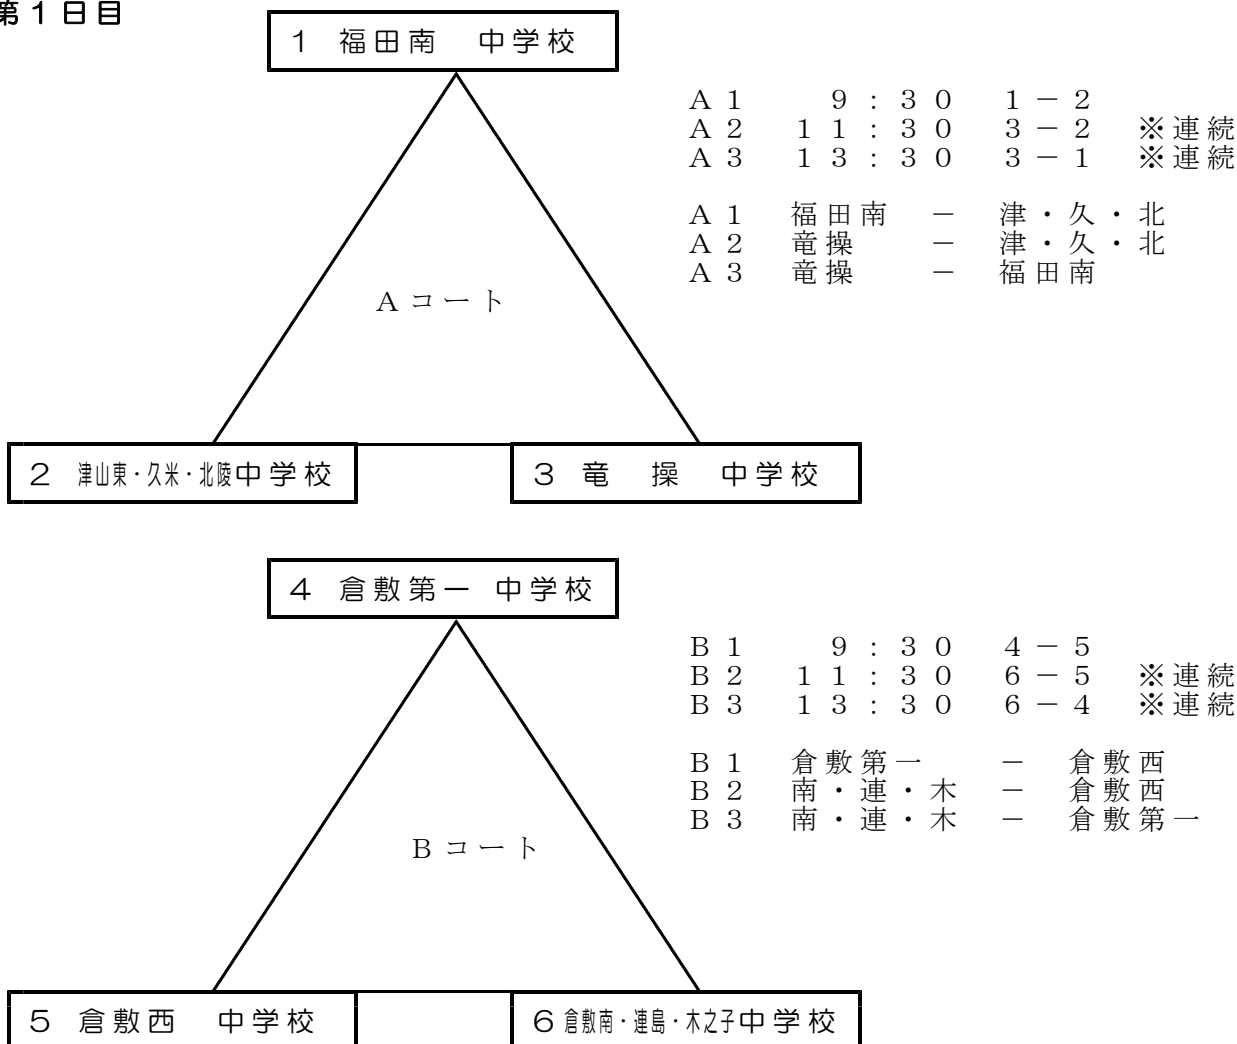 第１日目
１ 福田南 中学校
Ａ１ ９：３０ １－２
Ａ２ １１：３０ ３－２ ※連続
Ａ３ １３：３０ ３－１ ※連続
Ａ１ 福田南 － 津・久・北
Ａ２ 竜操 － 津・久・北
Ａ３ 竜操 － 福田南
Ａコート
２ 津山東・久米・北陵中学校
３ 竜 操 中学校
４ 倉敷第一 中学校
Ｂ１ ９：３０ ４－５
Ｂ２ １１：３０ ６－５ ※連続
Ｂ３ １３：３０ ６－４ ※連続
Ｂ１ 倉敷第一 － 倉敷西
Ｂ２ 南・連・木 － 倉敷西
Ｂ３ 南・連・木 － 倉敷第一
Ｂコート
５ 倉敷西 中学校
６ 倉敷南・連島・木之子中学校